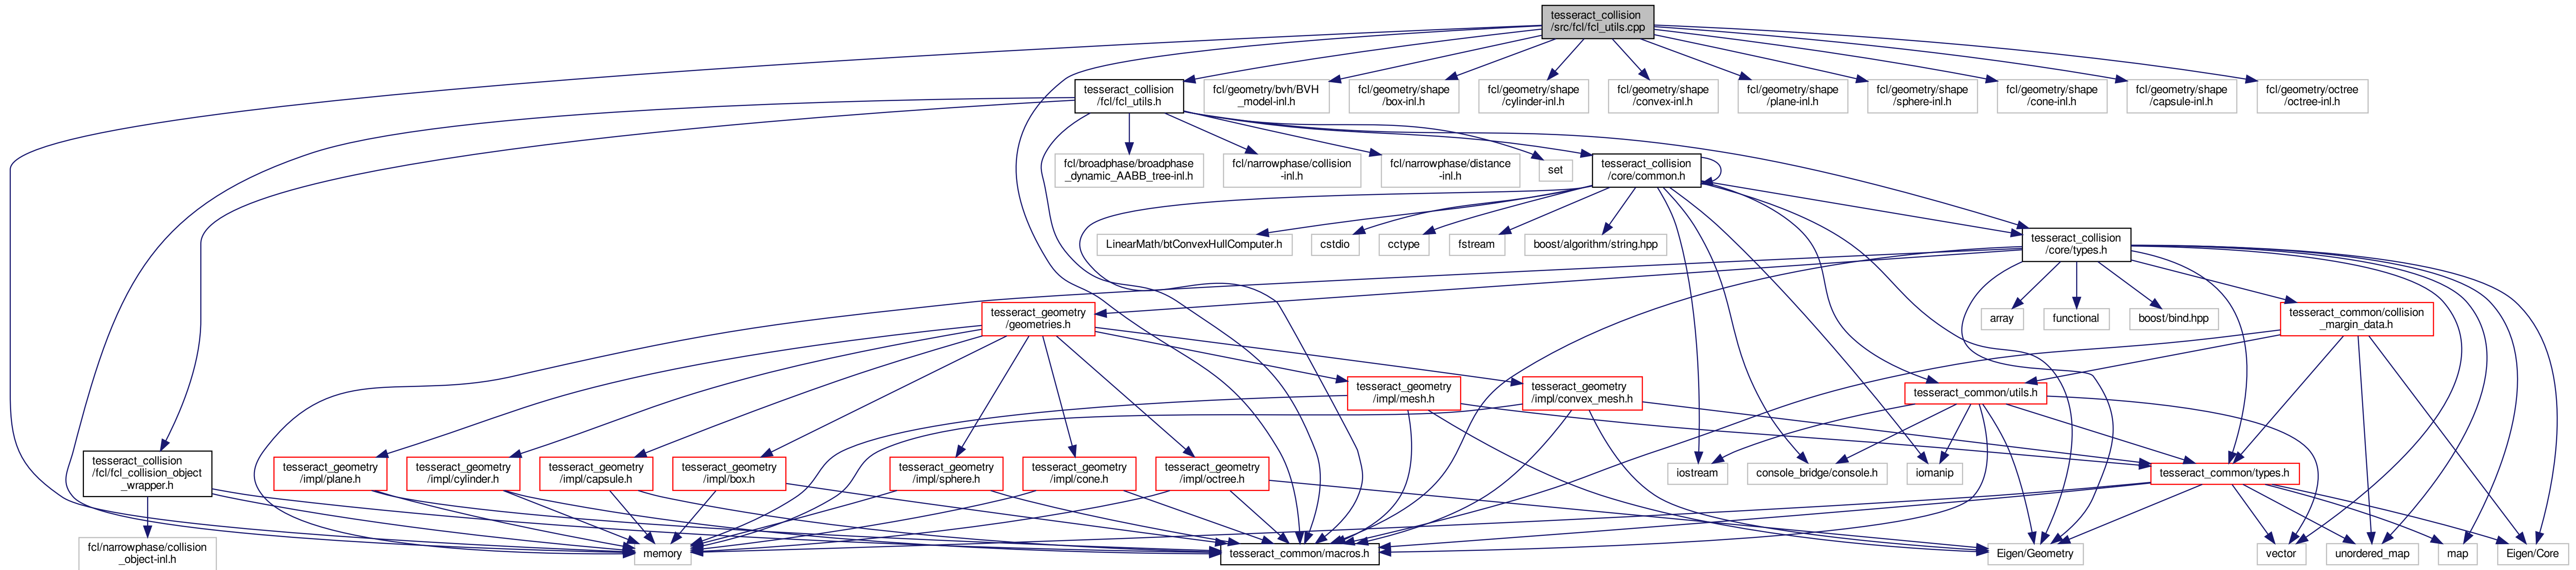 tesseract_collision
/src/fcl/fcl_utils.cpp
tesseract_collision
/fcl/fcl_utils.h
fcl/geometry/bvh/BVH
_model-inl.h
fcl/geometry/shape
/box-inl.h
fcl/geometry/shape
/cylinder-inl.h
fcl/geometry/shape
/convex-inl.h
fcl/geometry/shape
/plane-inl.h
fcl/geometry/shape
/sphere-inl.h
fcl/geometry/shape
/cone-inl.h
fcl/geometry/shape
/capsule-inl.h
fcl/geometry/octree
/octree-inl.h
fcl/broadphase/broadphase
_dynamic_AABB_tree-inl.h
fcl/narrowphase/collision
-inl.h
fcl/narrowphase/distance
-inl.h
set
tesseract_collision
/core/common.h
LinearMath/btConvexHullComputer.h
cstdio
cctype
fstream
boost/algorithm/string.hpp
tesseract_collision
/core/types.h
tesseract_geometry
/geometries.h
array
functional
boost/bind.hpp
tesseract_common/collision
_margin_data.h
tesseract_geometry
/impl/mesh.h
tesseract_geometry
/impl/convex_mesh.h
tesseract_common/utils.h
tesseract_collision
/fcl/fcl_collision_object
_wrapper.h
tesseract_geometry
/impl/plane.h
tesseract_geometry
/impl/cylinder.h
tesseract_geometry
/impl/capsule.h
tesseract_geometry
/impl/box.h
tesseract_geometry
/impl/sphere.h
tesseract_geometry
/impl/cone.h
tesseract_geometry
/impl/octree.h
iostream
console_bridge/console.h
iomanip
tesseract_common/types.h
fcl/narrowphase/collision
_object-inl.h
memory
tesseract_common/macros.h
Eigen/Geometry
vector
unordered_map
map
Eigen/Core